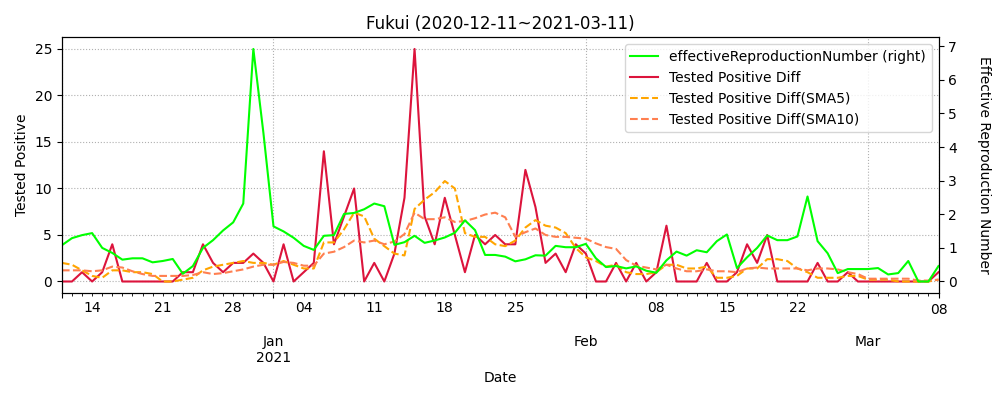 Fukui (2020-12-11~2021-03-11)
effectiveReproductionNumber (right)
Tested Positive Diff
Tested Positive Diff(SMA5)
Tested Positive Diff(SMA10)
Tested Positive
25
20
15
10
5
0
Effective Reproduction Number
7
6
5
4
3
2
1
0
14 21 28 04 11 18 25 08 15 22 08
Jan Feb Mar
2021
Date